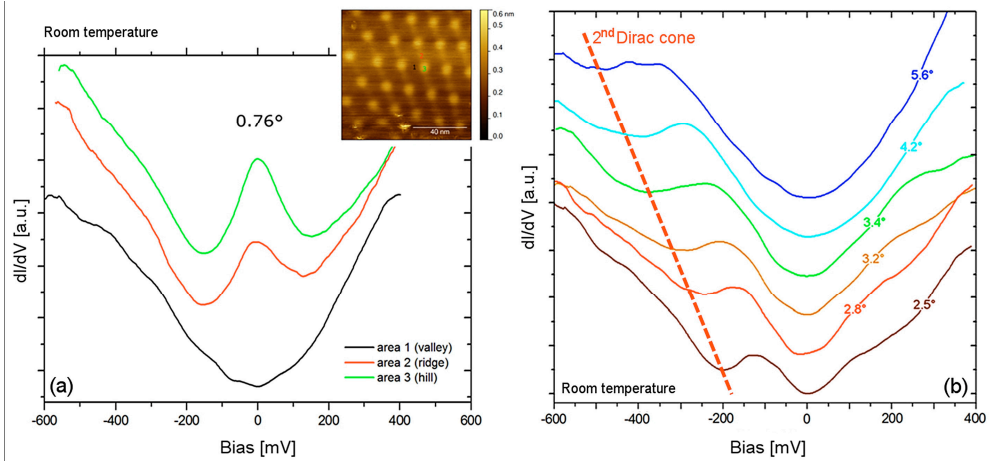 Room temperature
0.6 nm
0.5
0.4
0.3
0.2
0.1
0.0
1
40 nm
0.76°
dI/dV [a.u.]
area 1 (valley)
area 2 (ridge)
area 3 (hill)
(a)
-600 -400 -200 0 200 400 600
Bias [mV]
2nd Dirac cone
5.6°
4.2°
3.4°
3.2°
2.8°
2.5°
dI/dV [a.u.]
Room temperature
(b)
-600 -400 -200 0 200 400
Bias [mV]